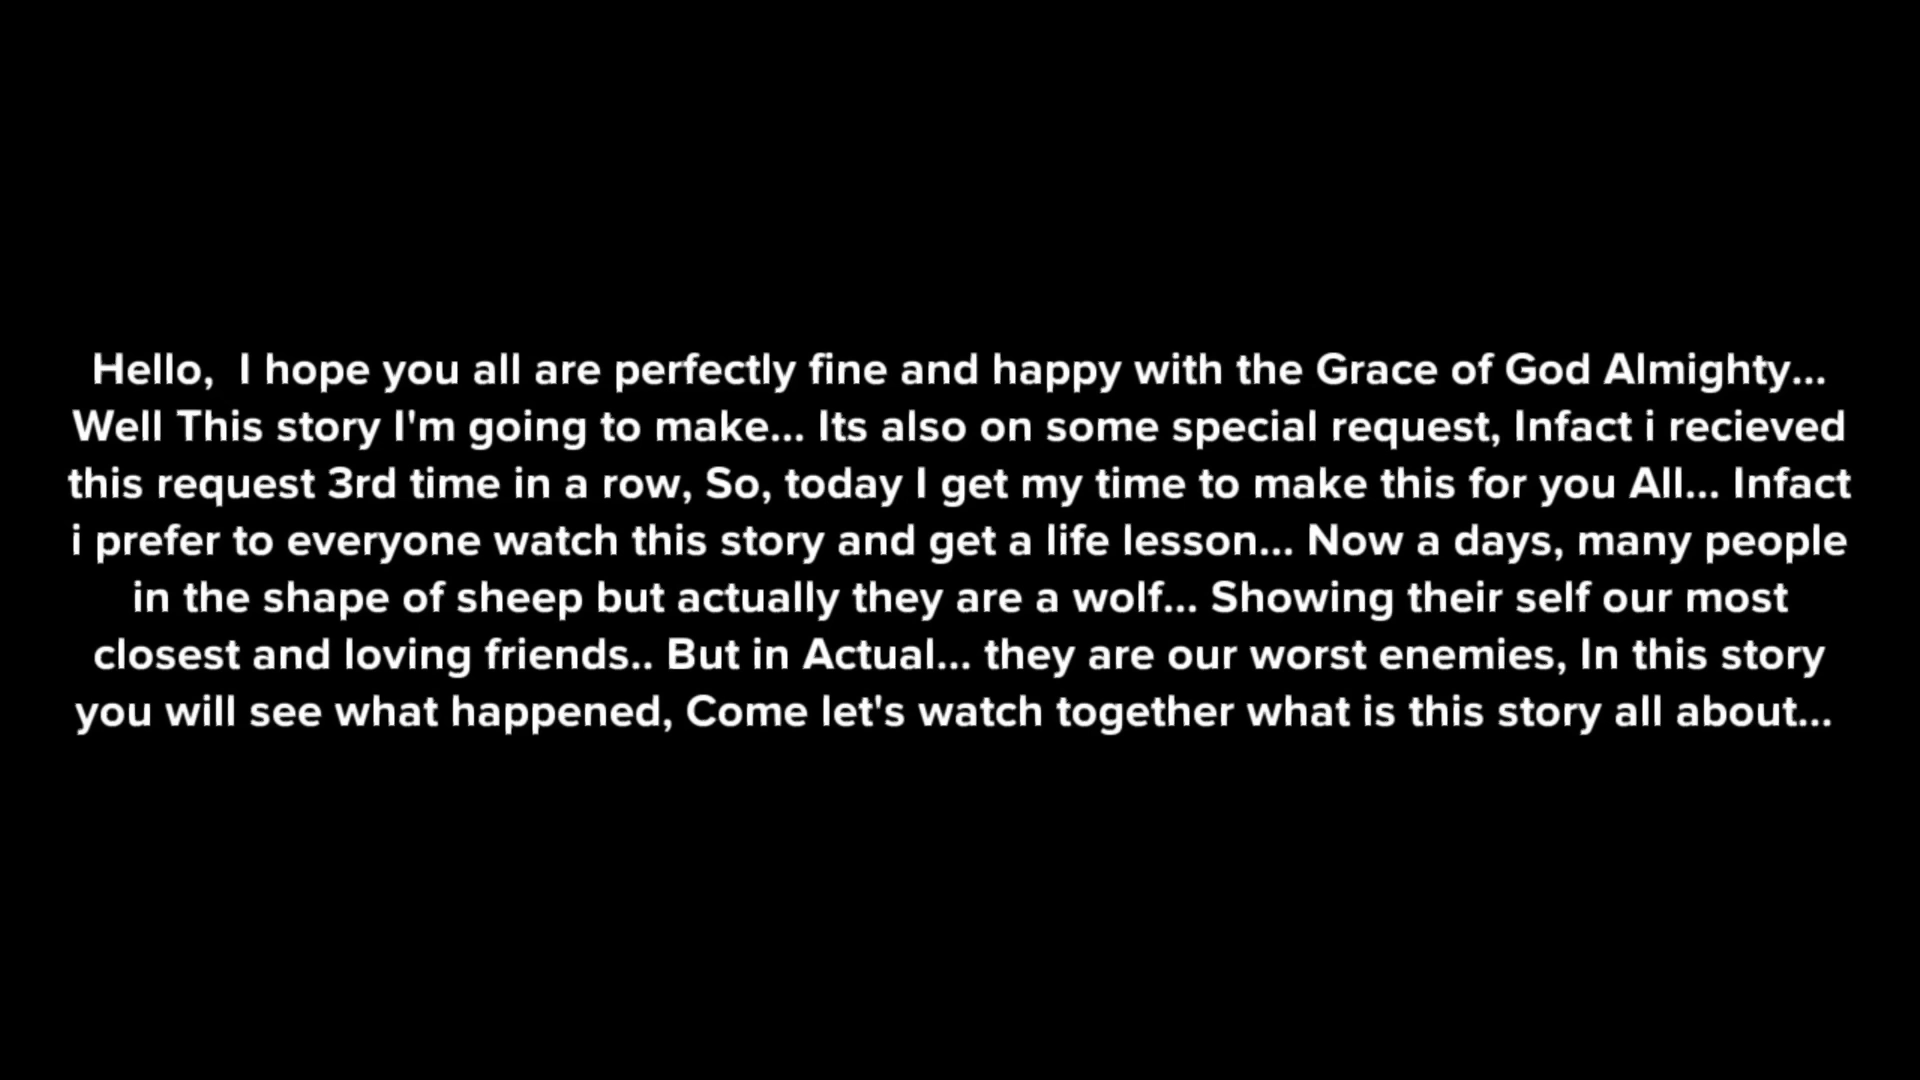 Hello,  I hope you all are perfectly fine and happy with the Grace of God Almighty...
Well This story I'm going to make... Its also on some special request, Infact i recieved
this request 3rd time in a row, So, today I get my time to make this for you All... Infact
i prefer to everyone watch this story and get a life lesson... Now a days, many people
in the shape of sheep but actually they are a wolf... Showing their self our most
closest and loving friends.. But in Actual... they are our worst enemies, In this story
you will see what happened, Come let's watch together what is this story all about...